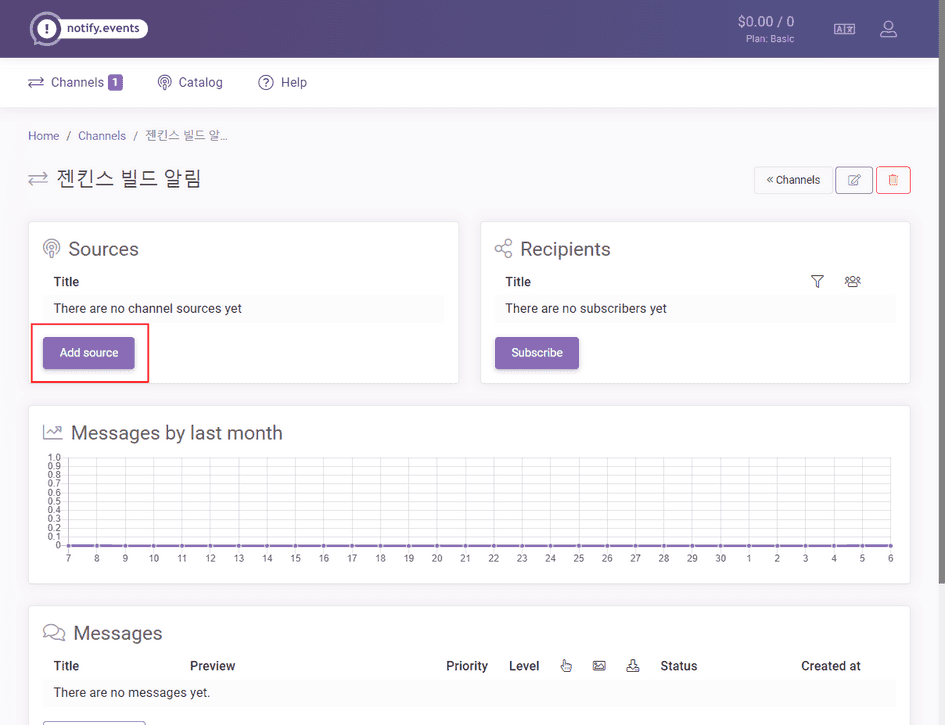 notify.events
$0.00 / 0
Plan: Basic
Channels 1
Catalog
Help
Home / Channels / 젠킨스 빌드 알...
젠킨스 빌드 알림
« Channels
Sources
Title
There are no channel sources yet
Add source
Recipients
Title
There are no subscribers yet
Subscribe
Messages by last month
1.0
0.9
0.8
0.7
0.6
0.5
0.4
0.3
0.2
0.1
0
7 8 9 10 11 12 13 14 15 16 17 18 19 20 21 22 23 24 25 26 27 28 29 30 1 2 3 4 5 6
Messages
Title Preview Priority Level Status Created at
There are no messages yet.